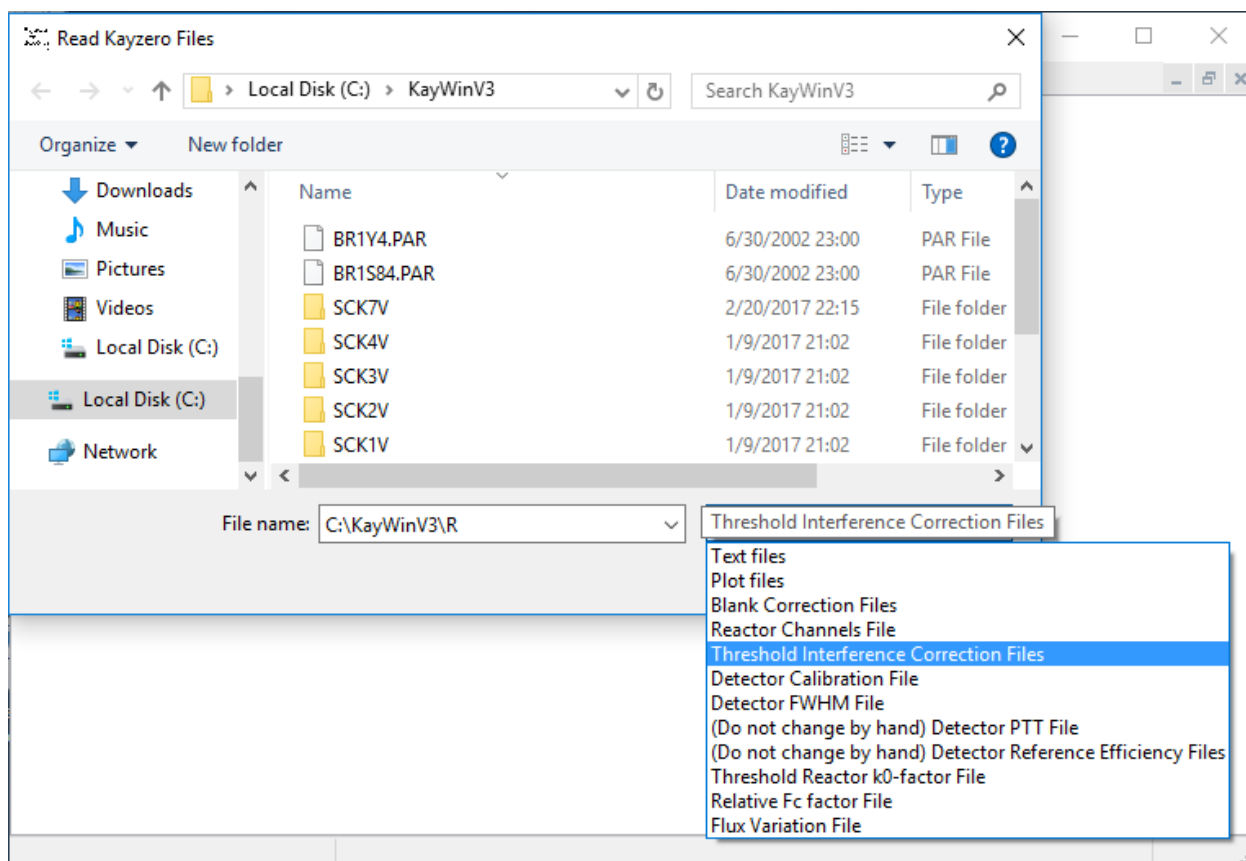 Read Kayzero Files
Local Disk (C:) > KayWinV3
Search KayWinV3
Organize
New folder
Downloads
Music
Pictures
Videos
Local Disk (C:)
Local Disk (C:)
Network
Name Date modified Type
BR1Y4.PAR 6/30/2002 23:00 PAR File
BR1S84.PAR 6/30/2002 23:00 PAR File
SCK7V 2/20/2017 22:15 File folder
SCK4V 1/9/2017 21:02 File folder
SCK3V 1/9/2017 21:02 File folder
SCK2V 1/9/2017 21:02 File folder
SCK1V 1/9/2017 21:02 File folder
File name: C:\KayWinV3\R
Threshold Interference Correction Files
Text files
Plot files
Blank Correction Files
Reactor Channels File
Threshold Interference Correction Files
Detector Calibration File
Detector FWHM File
(Do not change by hand) Detector PTT File
(Do not change by hand) Detector Reference Efficiency Files
Threshold Reactor k0-factor File
Relative Fc factor File
Flux Variation File